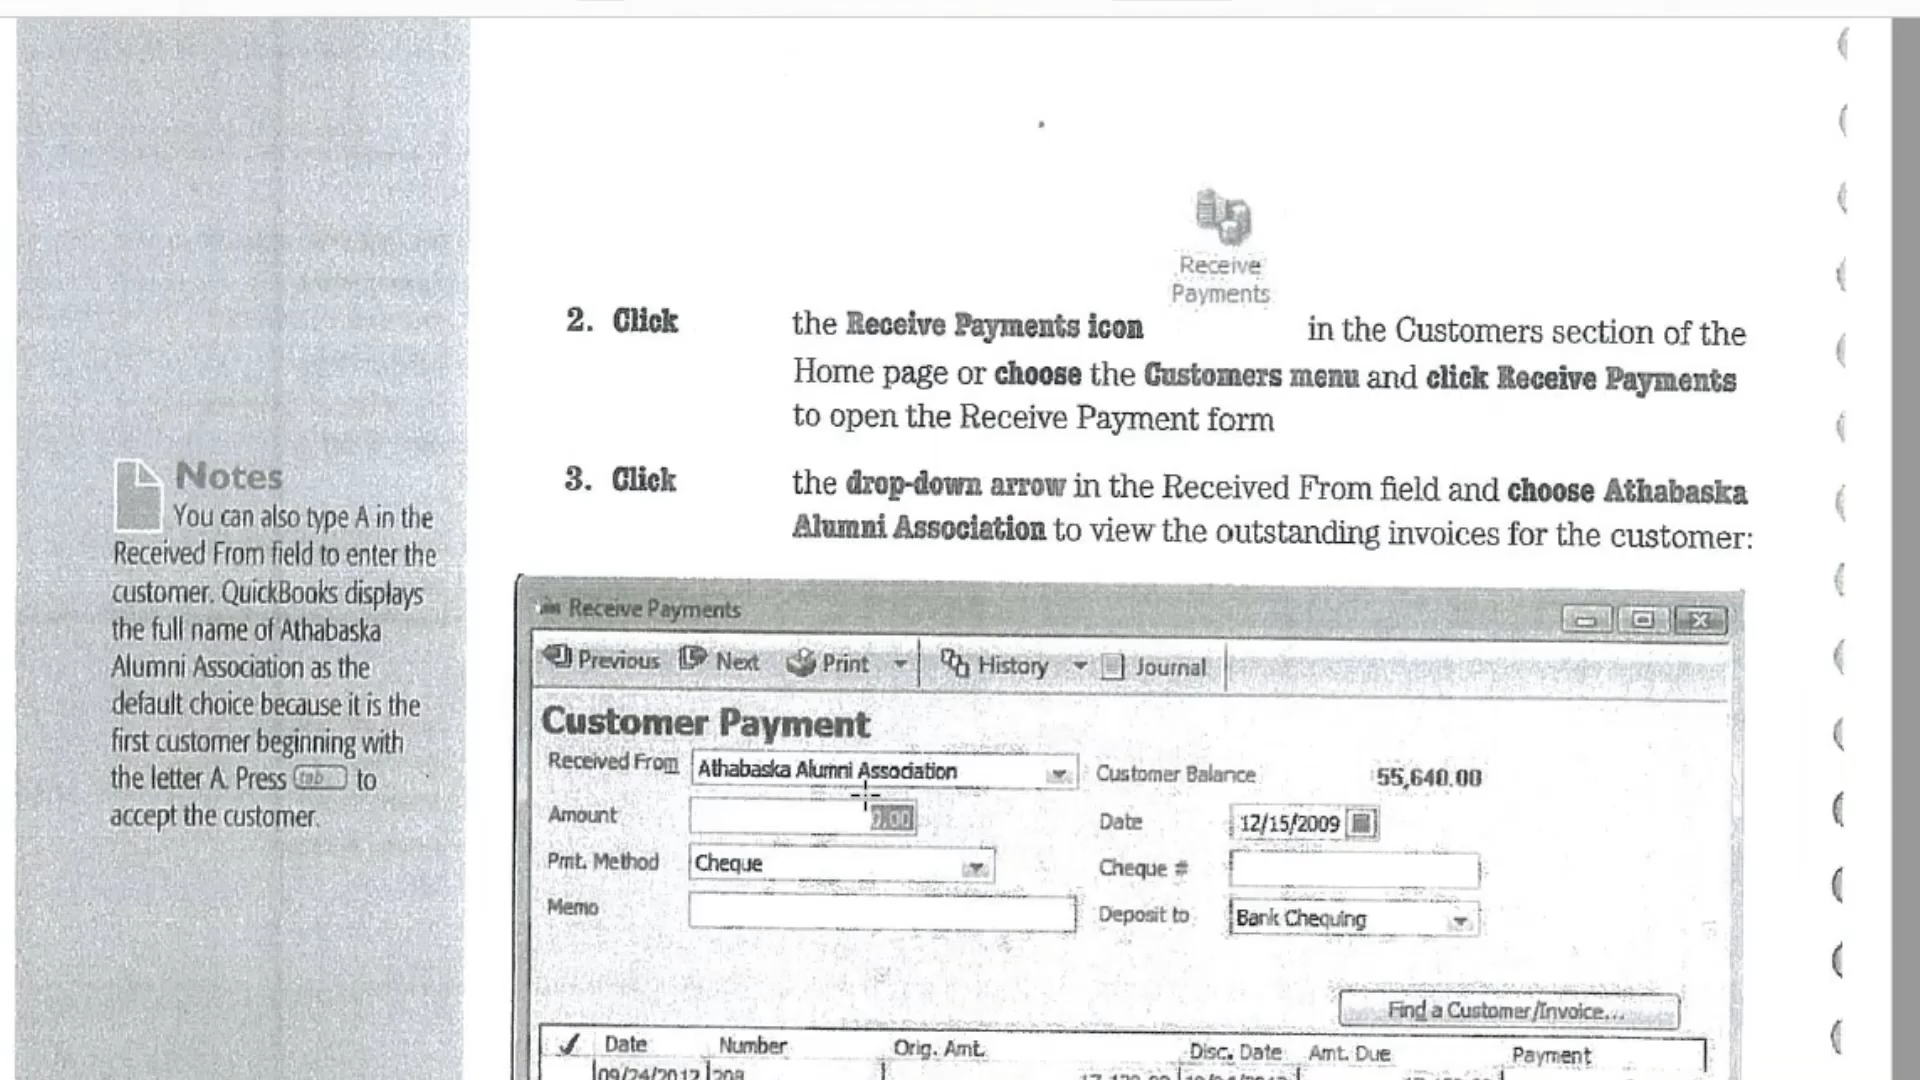 Receive
Payments
2. Click the Receive Payments icon in the Customers section of the
Home page or choose the Customers menu and click Receive Payments
to open the Receive Payment form
3. Click the drop-down arrow in the Received From field and choose Athabaska
Alumni Association to view the outstanding invoices for the customer:
Notes
You can also type A in the
Received From field to enter the
customer. QuickBooks displays
the full name of Athabaska
Alumni Association as the
default choice because it is the
first customer beginning with
the letter A. Press tab to
accept the customer.
Receive Payments
Previous Next Print History Journal
Customer Payment
Received From Athabaska Alumni Association Customer Balance 55,640.00
Amount 0.00 Date 12/15/2009
Pmt. Method Cheque Cheque #
Memo Deposit to Bank Chequing
Find a Customer/Invoice...
Date Number Orig. Amt. Disc. Date Amt. Due Payment
09/24/2012 208